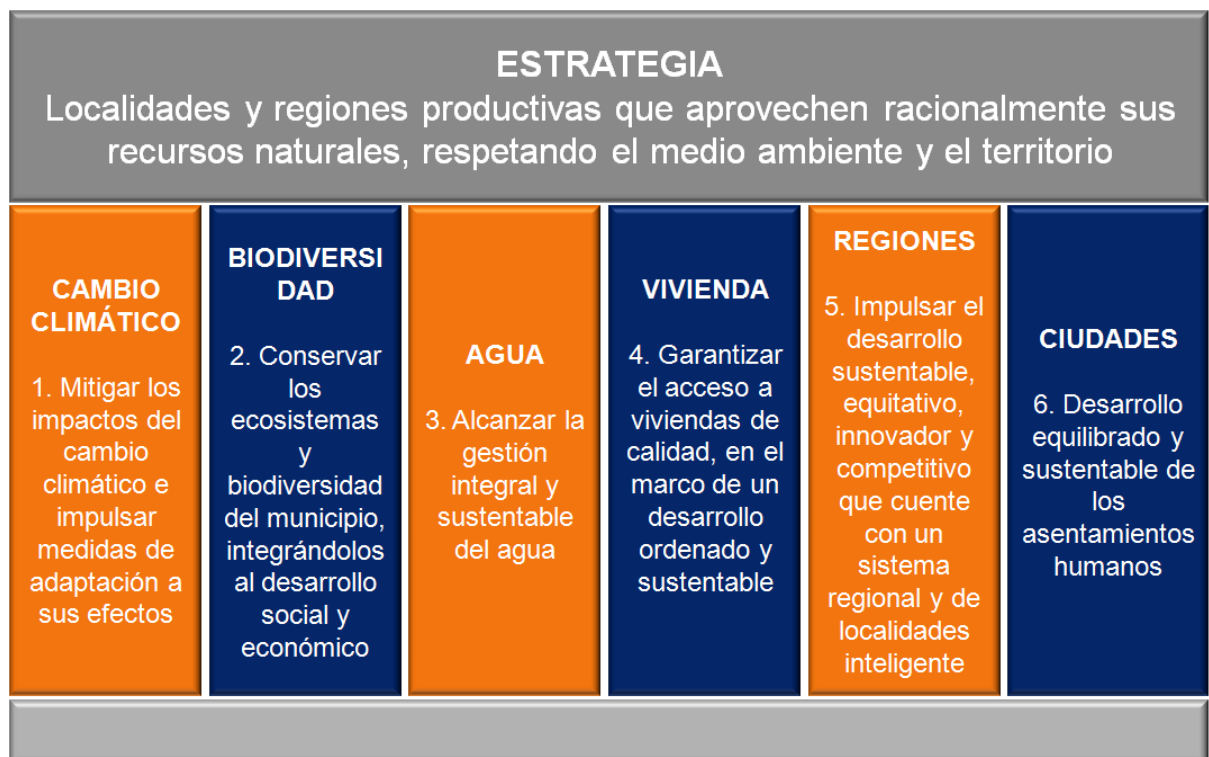 ESTRATEGIA
Localidades y regiones productivas que aprovechen racionalmente sus
recursos naturales, respetando el medio ambiente y el territorio
CAMBIO
CLIMÁTICO
1. Mitigar los
impactos del
cambio
climático e
impulsar
medidas de
adaptación a
sus efectos
BIODIVERSI
DAD
2. Conservar
los
ecosistemas
y
biodiversidad
del municipio,
integrándolos
al desarrollo
social y
económico
AGUA
3. Alcanzar la
gestión
integral y
sustentable
del agua
VIVIENDA
4. Garantizar
el acceso a
viviendas de
calidad, en el
marco de un
desarrollo
ordenado y
sustentable
REGIONES
5. Impulsar el
desarrollo
sustentable,
equitativo,
innovador y
competitivo
que cuente
con un
sistema
regional y de
localidades
inteligente
CIUDADES
6. Desarrollo
equilibrado y
sustentable de
los
asentamientos
humanos